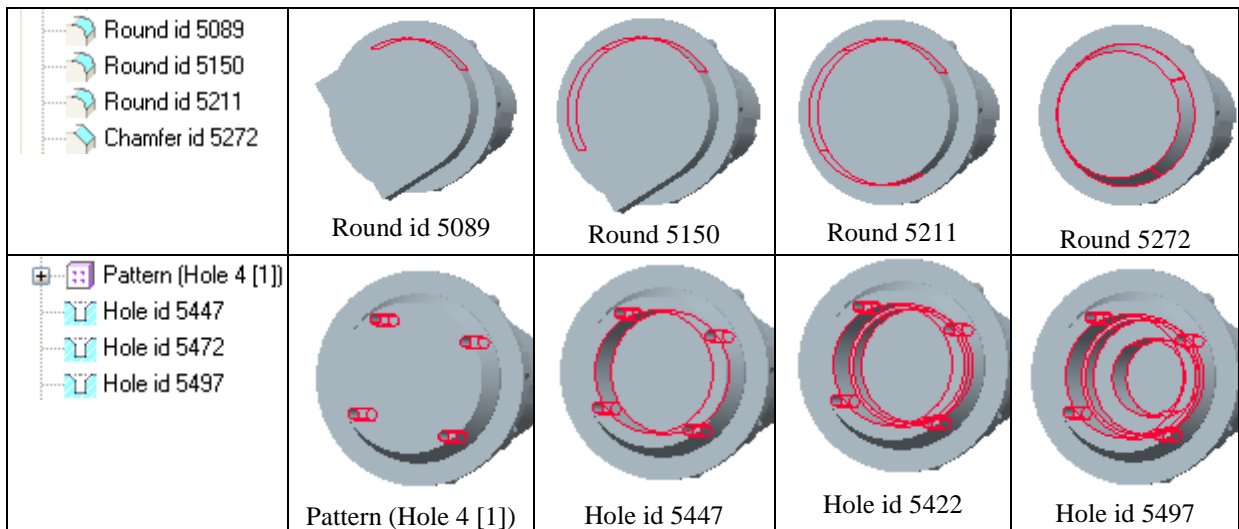 Round id 5089
Round id 5150
Round id 5211
Chamfer id 5272
Round id 5089
Round 5150
Round 5211
Round 5272
Pattern (Hole 4 [1])
Hole id 5447
Hole id 5472
Hole id 5497
Pattern (Hole 4 [1])
Hole id 5447
Hole id 5422
Hole id 5497